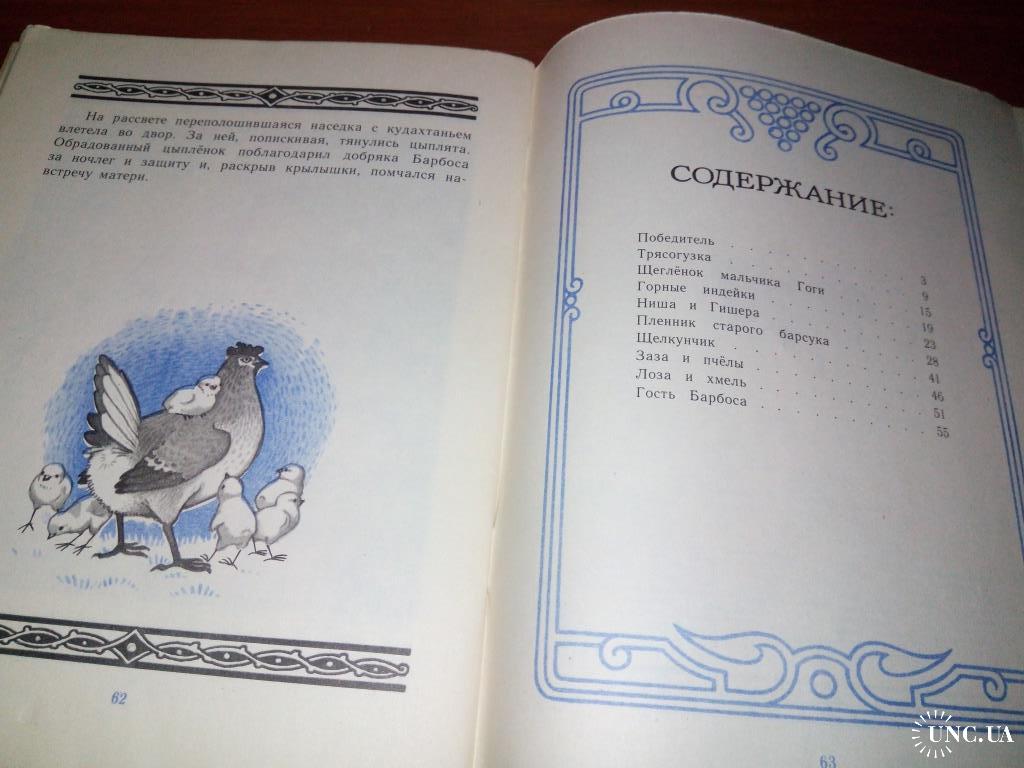 На рассвете переполошившаяся наседка с кудахтаньем
влетела во двор. За ней, попискивая, тянулись цыплята.
Обрадованный цыплёнок поблагодарил добряка Барбоса
за ночлег и защиту и, раскрыв крылышки, помчался на-
встречу матери.
62
СОДЕРЖАНИЕ:
Победитель . . . . . . . . . 3
Трясогузка . . . . . . . . . 9
Щеглёнок мальчика Гоги . . . . . 15
Горные индейки . . . . . . . . 19
Ниша и Гишера . . . . . . . . 23
Пленник старого барсука . . . . . 28
Щелкунчик . . . . . . . . . 41
Заза и пчёлы . . . . . . . . 46
Лоза и хмель . . . . . . . . 51
Гость Барбоса . . . . . . . . 55
63
UNC.UA